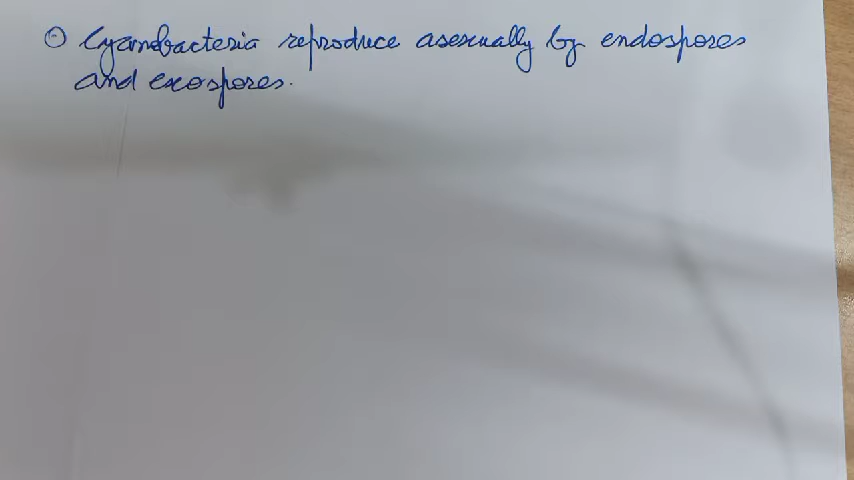 ⊙ Cyanobacteria reproduce asexually by endospores
and exospores.